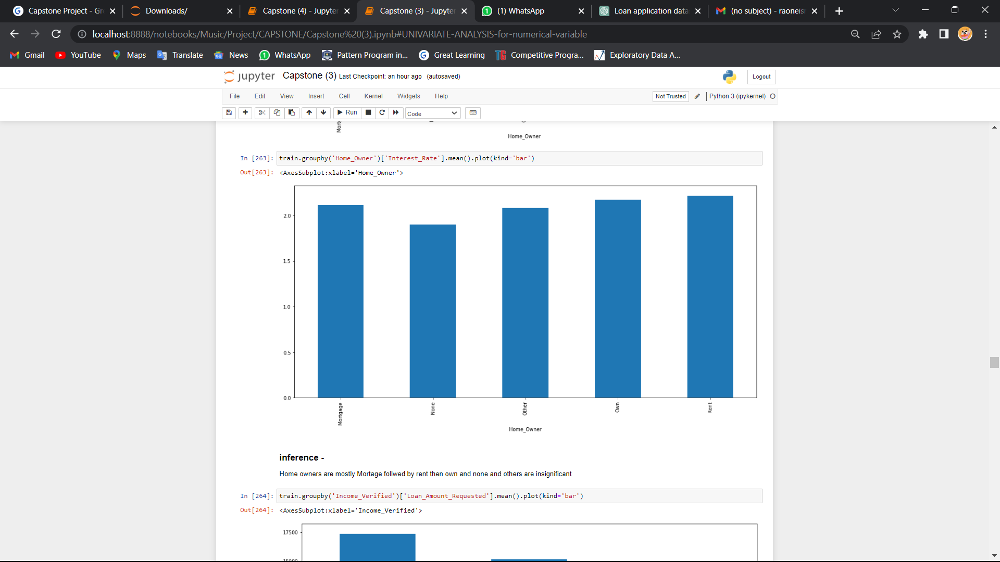 Capstone Project - Gr
Downloads/
Capstone (4) - Jupyter
Capstone (3) - Jupyter
(1) WhatsApp
Loan application data
(no subject) - raoneis
localhost:8888/notebooks/Music/Project/CAPSTONE/Capstone%20(3).ipynb#UNIVARIATE-ANALYSIS-for-numerical-variable
Gmail
YouTube
Maps
Translate
News
WhatsApp
Pattern Program in...
Great Learning
Competitive Progra...
Exploratory Data A...
jupyter
Capstone (3) Last Checkpoint: an hour ago (autosaved)
Logout
File
Edit
View
Insert
Cell
Kernel
Widgets
Help
Not Trusted
Python 3 (ipykernel)
Run
Code
Mort
Home_Owner
In [263]: train.groupby('Home_Owner')['Interest_Rate'].mean().plot(kind='bar')
Out[263]: <AxesSubplot:xlabel='Home_Owner'>
2.0
1.5
1.0
0.5
0.0
Mortgage
None
Other
Own
Rent
Home_Owner
inference -
Home owners are mostly Mortage follwed by rent then own and none and others are insignificant
In [264]: train.groupby('Income_Verified')['Loan_Amount_Requested'].mean().plot(kind='bar')
Out[264]: <AxesSubplot:xlabel='Income_Verified'>
17500
15000